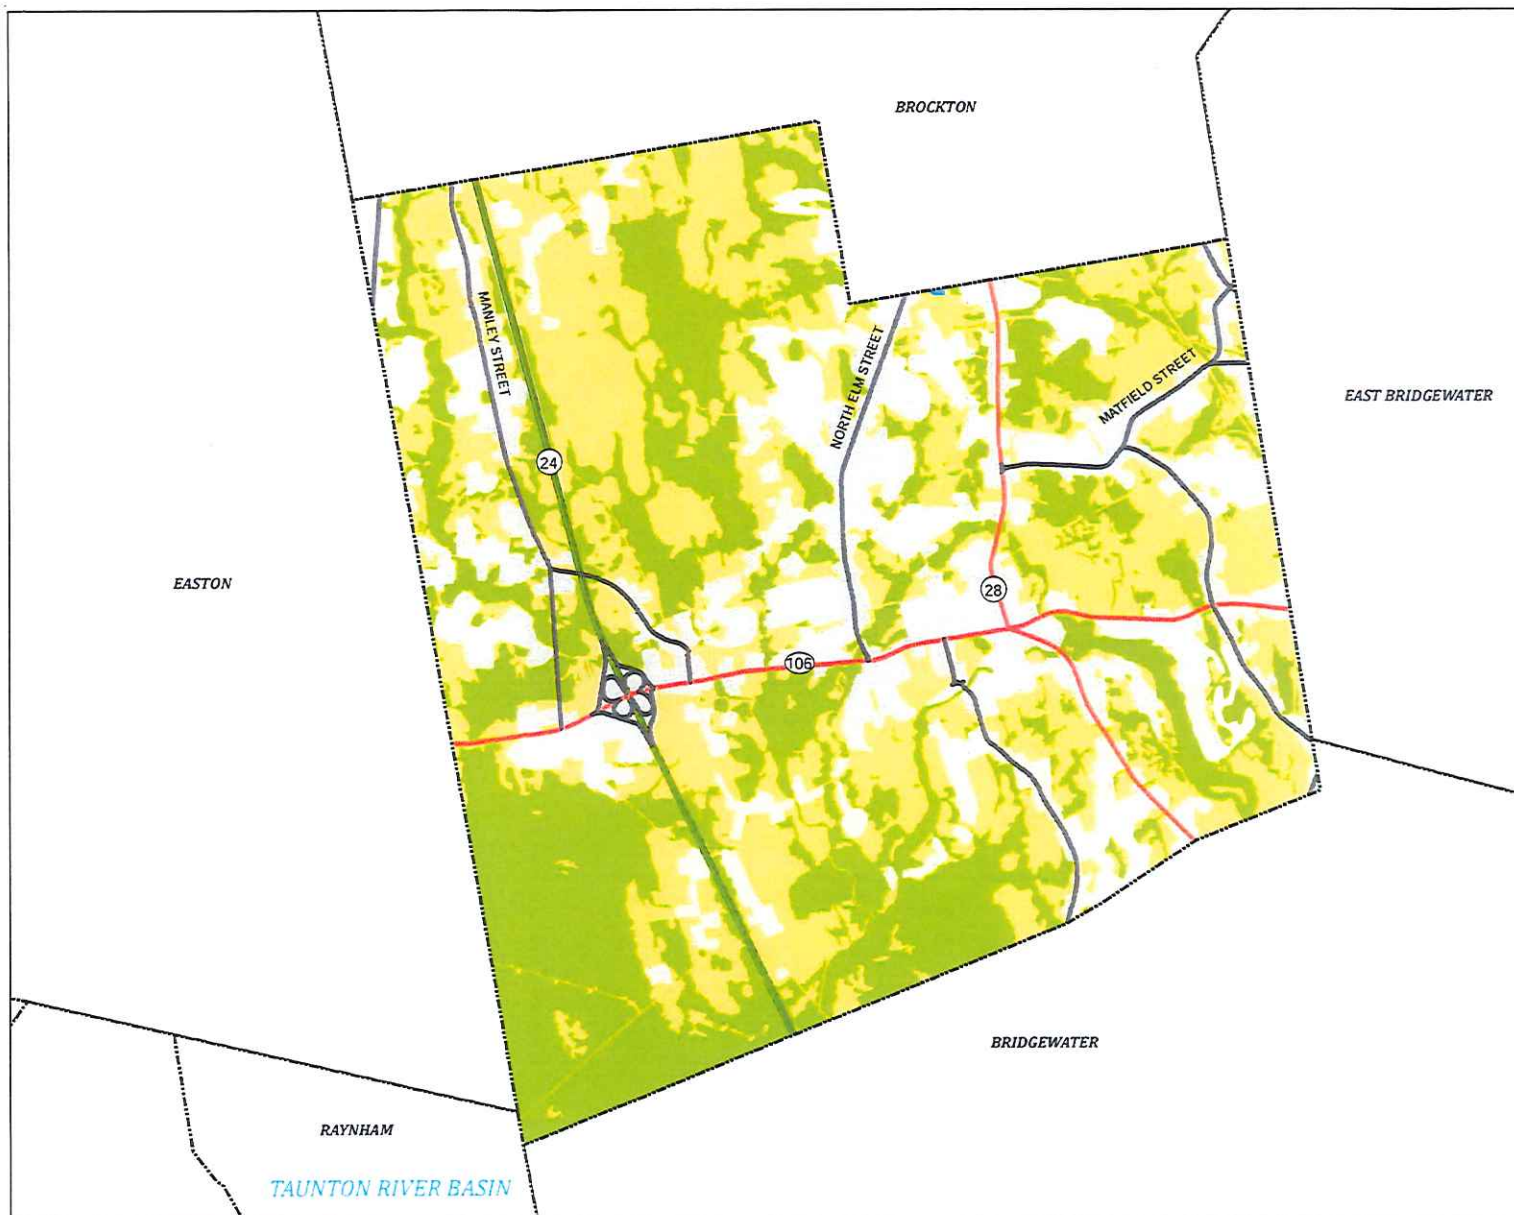 BROCKTON
MANLEY STREET
NORTH ELM STREET
MATFIELD STREET
EAST BRIDGEWATER
24
EASTON
28
106
BRIDGEWATER
RAYNHAM
TAUNTON RIVER BASIN